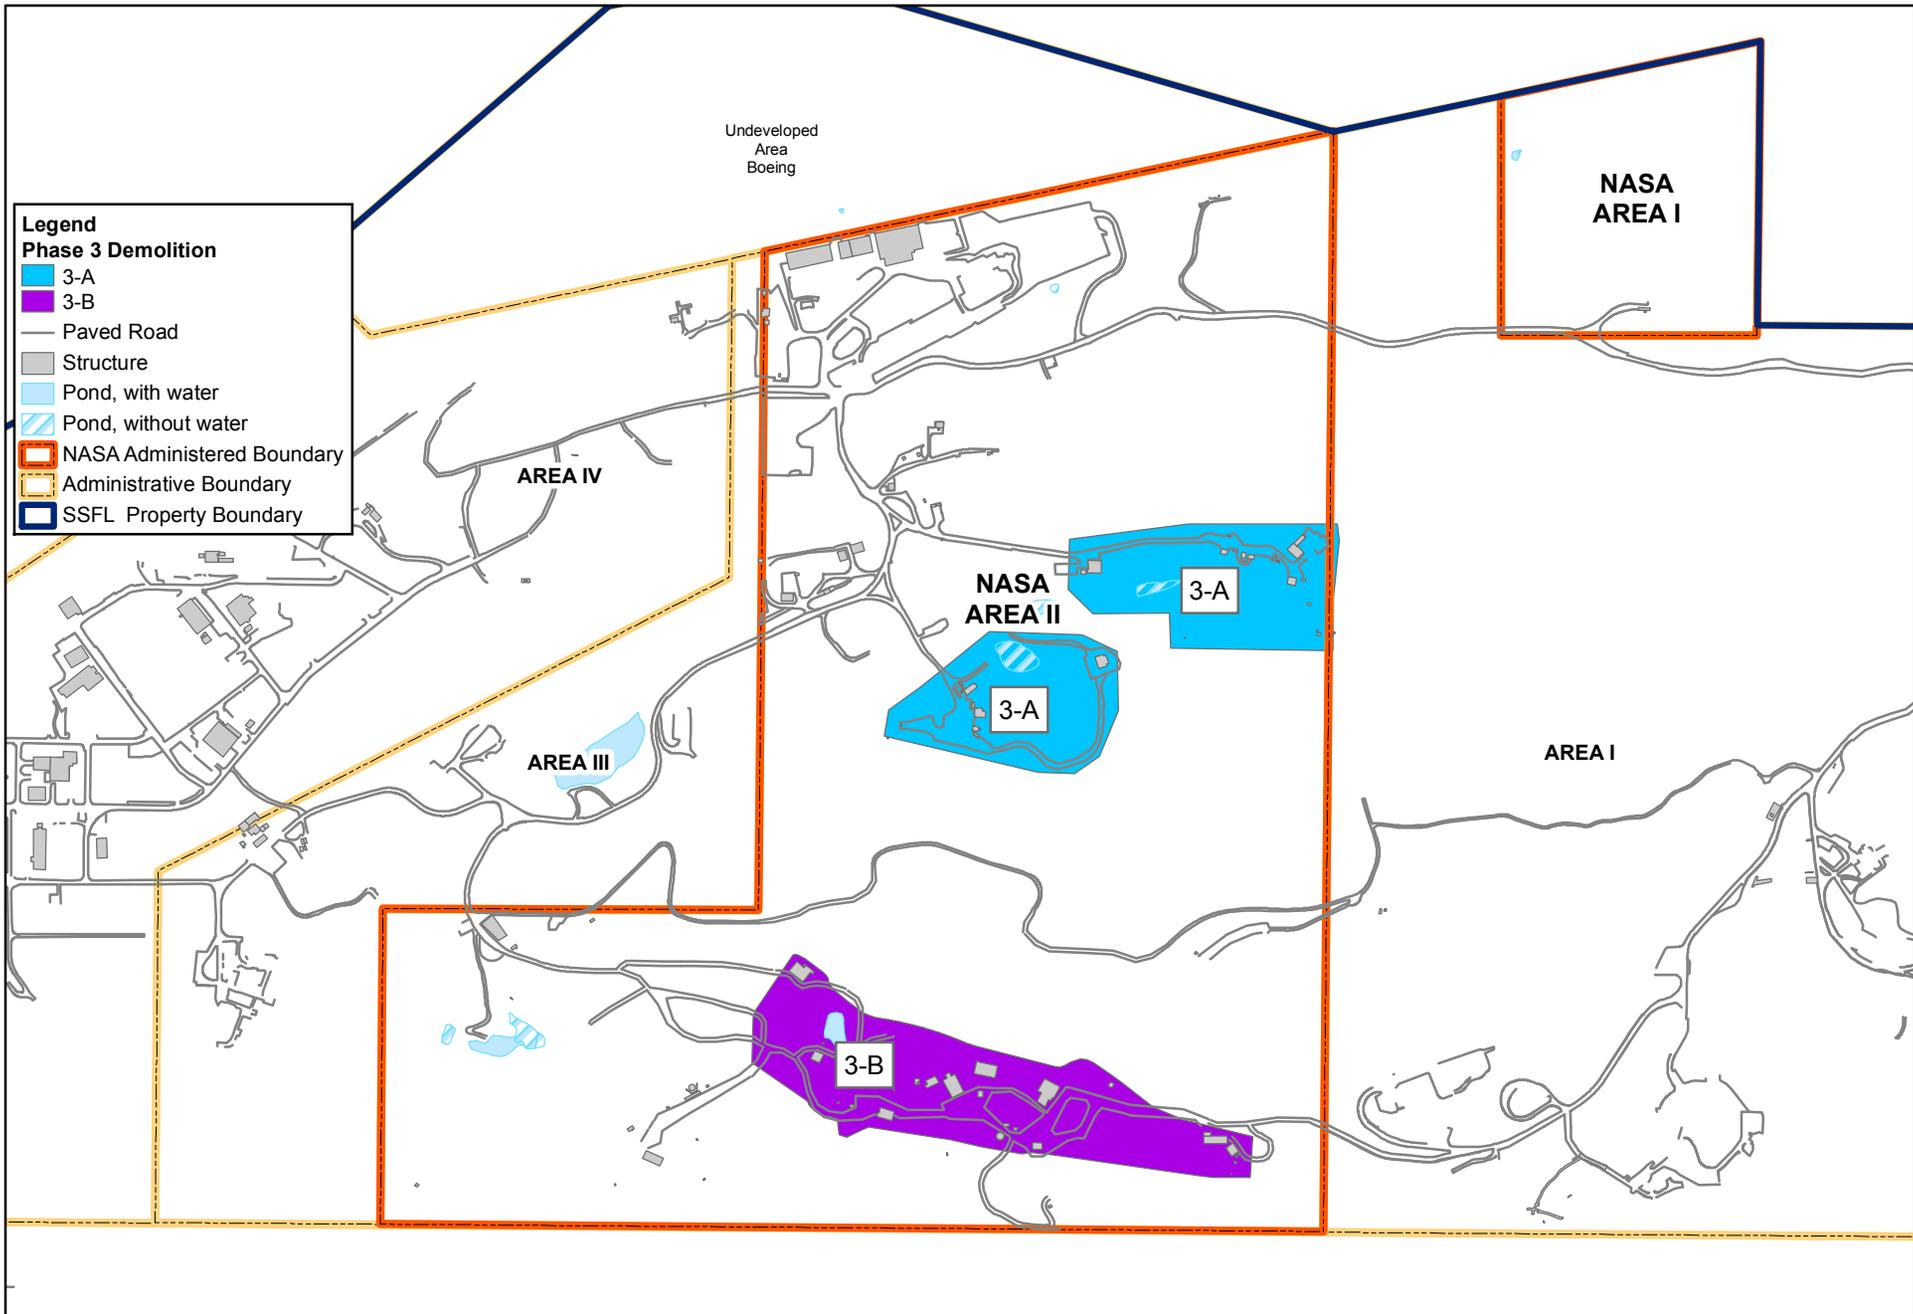 Undeveloped
Area
Boeing
NASA
AREA I
Legend
Phase 3 Demolition
3-A
3-B
Paved Road
Structure
Pond, with water
Pond, without water
NASA Administered Boundary
Administrative Boundary
SSFL Property Boundary
AREA IV
NASA
AREA II
3-A
3-A
AREA III
AREA I
3-B